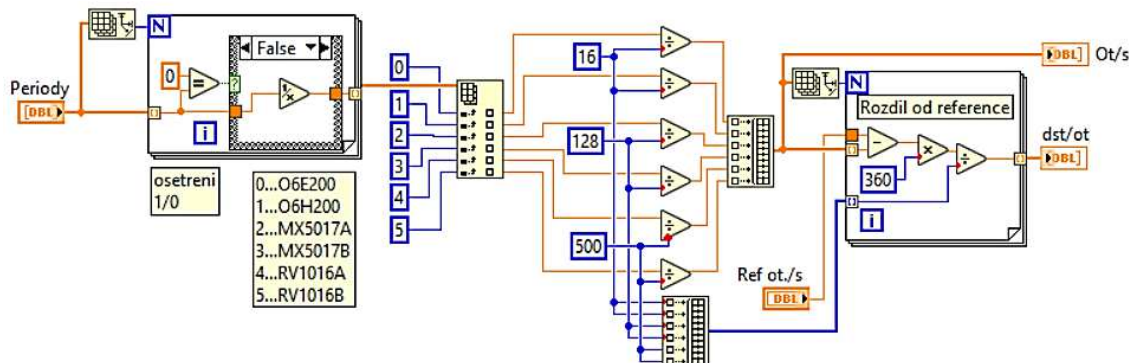 Periody
DBL
N
0
=
?
False
1/x
i
osetreni
1/0
0...O6E200
1...O6H200
2...MX5017A
3...MX5017B
4...RV1016A
5...RV1016B
0
1
2
3
4
5
16
128
500
÷
÷
÷
÷
÷
÷
DBL
Ot/s
N
Rozdil od reference
−
×
÷
360
i
dst/ot
DBL
Ref ot./s
DBL